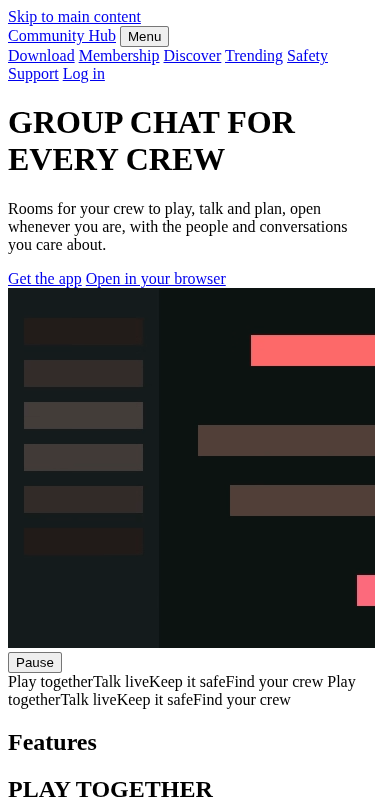 Skip to main content
Community Hub Menu
Download Membership Discover Trending Safety
Support Log in
GROUP CHAT FOR
EVERY CREW
Rooms for your crew to play, talk and plan, open
whenever you are, with the people and conversations
you care about.
Get the app Open in your browser
Pause
Play togetherTalk liveKeep it safeFind your crew Play
togetherTalk liveKeep it safeFind your crew
Features
PLAY TOGETHER